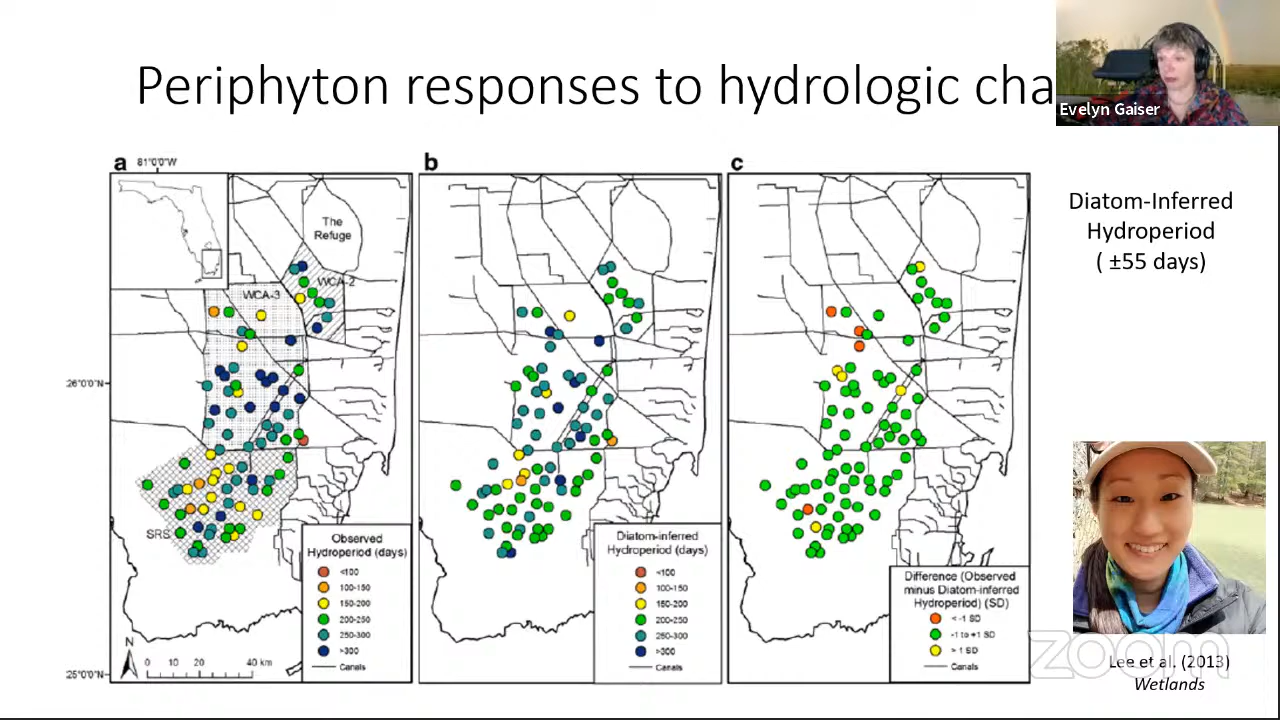 Periphyton responses to hydrologic cha
Evelyn Gaiser
Diatom-Inferred
Hydroperiod
( ±55 days)
a
81°0'0"W
The
Refuge
WCA-2
WCA-3
26°0'0"N
SRS
Observed
Hydroperiod (days)
<100
100-150
150-200
200-250
250-300
>300
Canals
N
0 10 20 40 km
25°0'0"N
b
Diatom-inferred
Hydroperiod (days)
<100
100-150
150-200
200-250
250-300
>300
Canals
c
Difference (Observed
minus Diatom-inferred
Hydroperiod) (SD)
< -1 SD
-1 to +1 SD
> 1 SD
Canals
zoom
Lee et al. (2013)
Wetlands